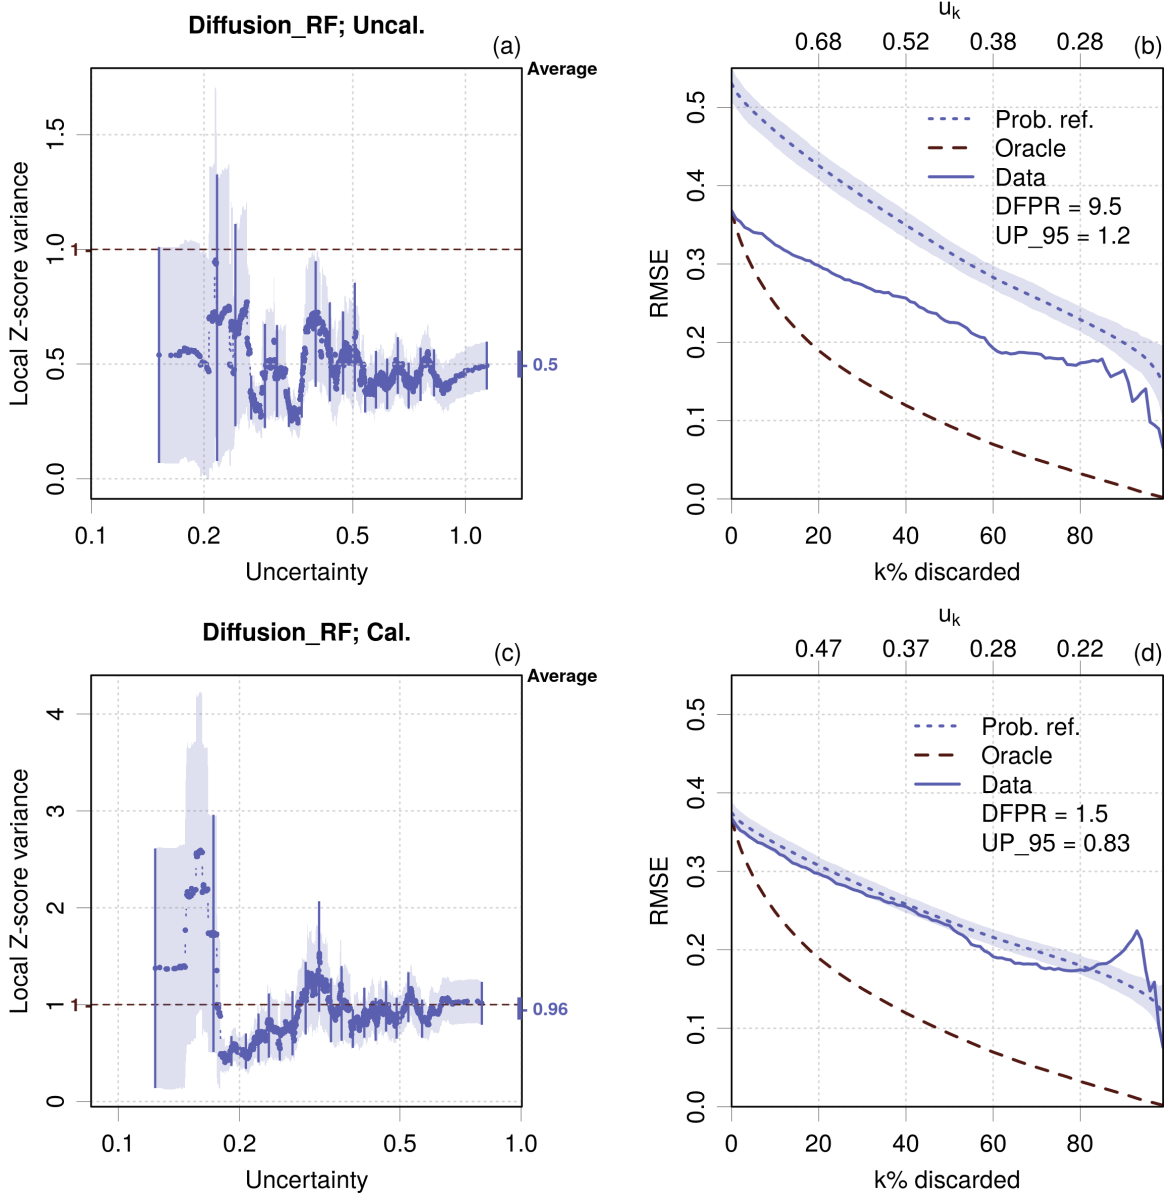 Diffusion_RF; Uncal.
(a)
Average
Local Z-score variance
1.5
1.0
0.5
0.0
1
0.5
0.1 0.2 0.5 1.0
Uncertainty
u_k
0.68 0.52 0.38 0.28
(b)
RMSE
0.5
0.4
0.3
0.2
0.1
0.0
Prob. ref.
Oracle
Data
DFPR = 9.5
UP_95 = 1.2
0 20 40 60 80
k% discarded
Diffusion_RF; Cal.
(c)
Average
Local Z-score variance
4
3
2
1
0
1
0.96
0.1 0.2 0.5 1.0
Uncertainty
u_k
0.47 0.37 0.28 0.22
(d)
RMSE
0.5
0.4
0.3
0.2
0.1
0.0
Prob. ref.
Oracle
Data
DFPR = 1.5
UP_95 = 0.83
0 20 40 60 80
k% discarded